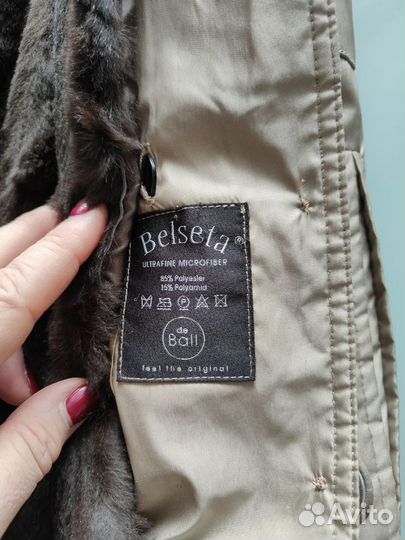 Belseta®
ULTRAFINE MICROFIBER
85% Polyester
15% Polyamid
de
Ball
feel the original
Avito